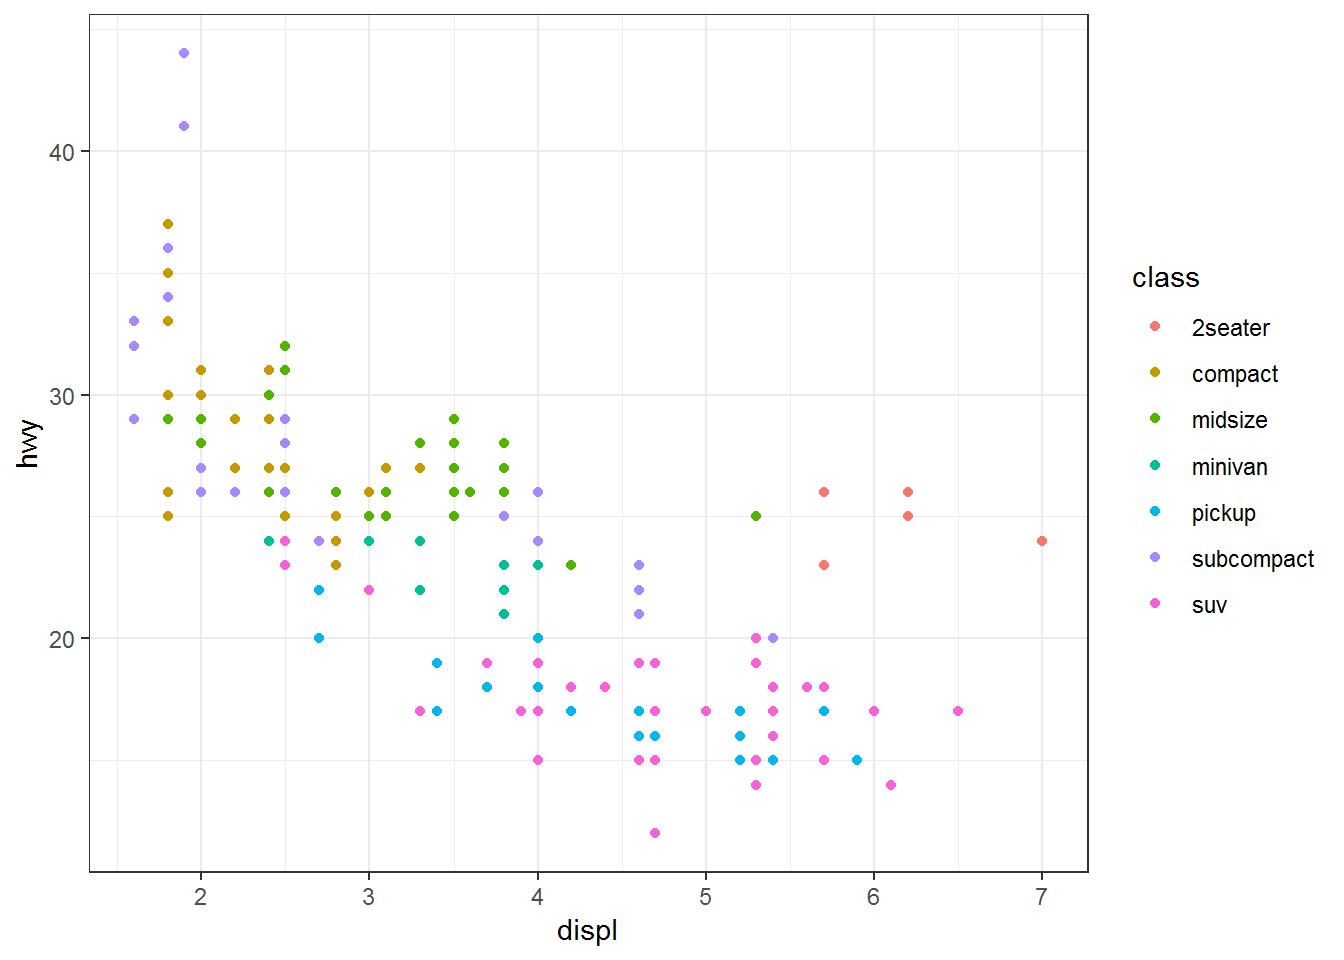 hwy
40
30
20
2
3
4
5
6
7
displ
class
2seater
compact
midsize
minivan
pickup
subcompact
suv